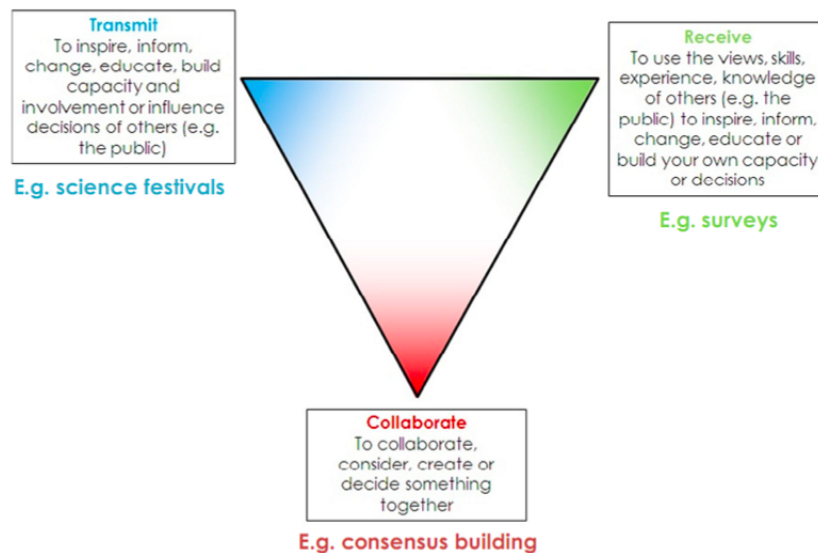 Transmit
To inspire, inform,
change, educate, build
capacity and
involvement or influence
decisions of others (e.g.
the public)
E.g. science festivals
Receive
To use the views, skills,
experience, knowledge
of others (e.g. the
public) to inspire, inform,
change, educate or
build your own capacity
or decisions
E.g. surveys
Collaborate
To collaborate,
consider, create or
decide something
together
E.g. consensus building